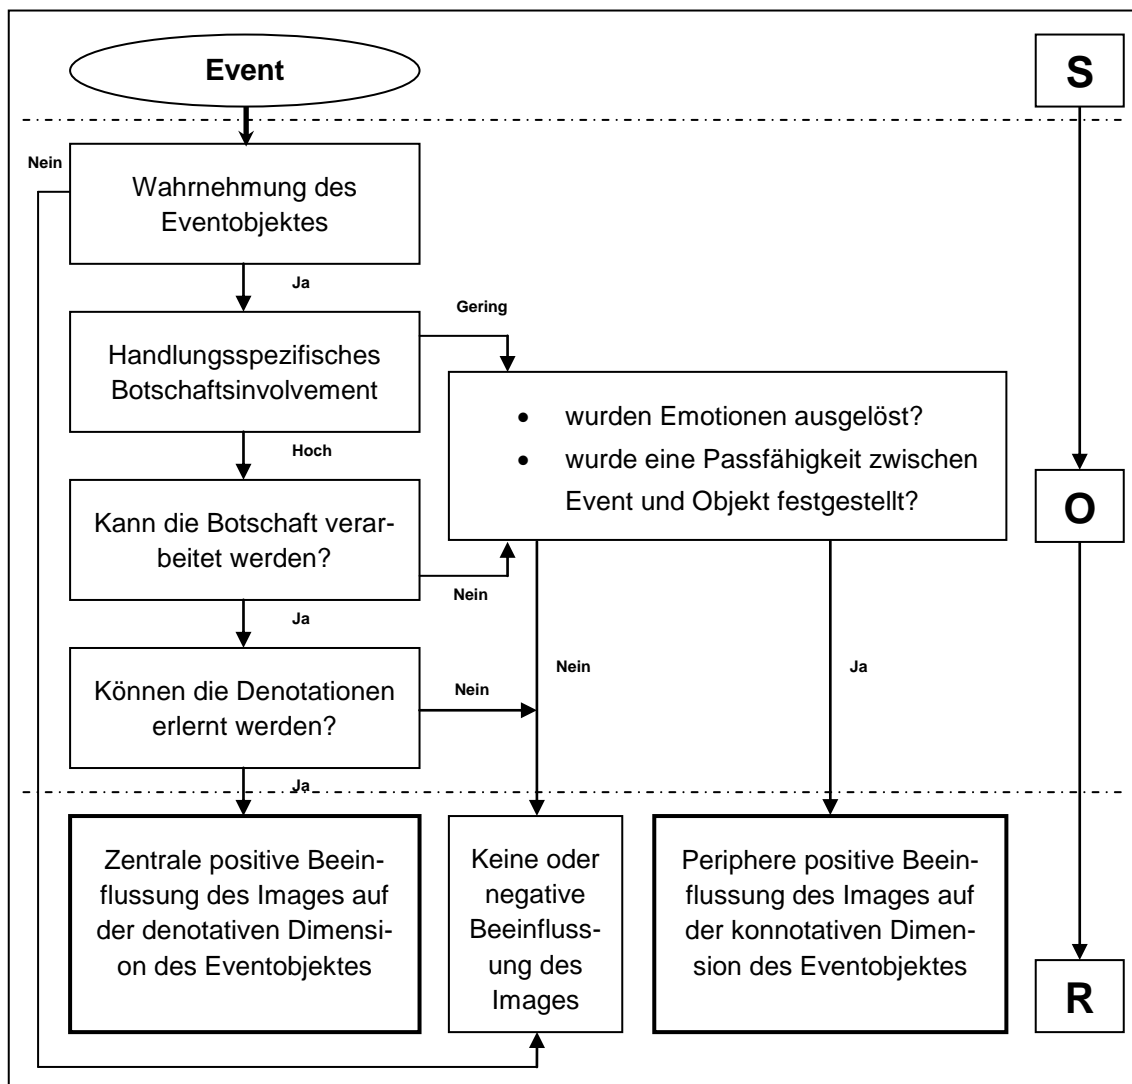 Event
S
Nein
Wahrnehmung des
Eventobjektes
Ja
Gering
Handlungsspezifisches
Botschaftsinvolvement
• wurden Emotionen ausgelöst?
• wurde eine Passfähigkeit zwischen
Event und Objekt festgestellt?
Hoch
O
Kann die Botschaft verar-
beitet werden?
Nein
Ja
Können die Denotationen
erlernt werden?
Nein
Nein
Ja
Ja
Zentrale positive Beein-
flussung des Images auf
der denotativen Dimensi-
on des Eventobjektes
Keine oder
negative
Beeinfluss-
ung des
Images
Periphere positive Beein-
flussung des Images auf
der konnotativen Dimen-
sion des Eventobjektes
R